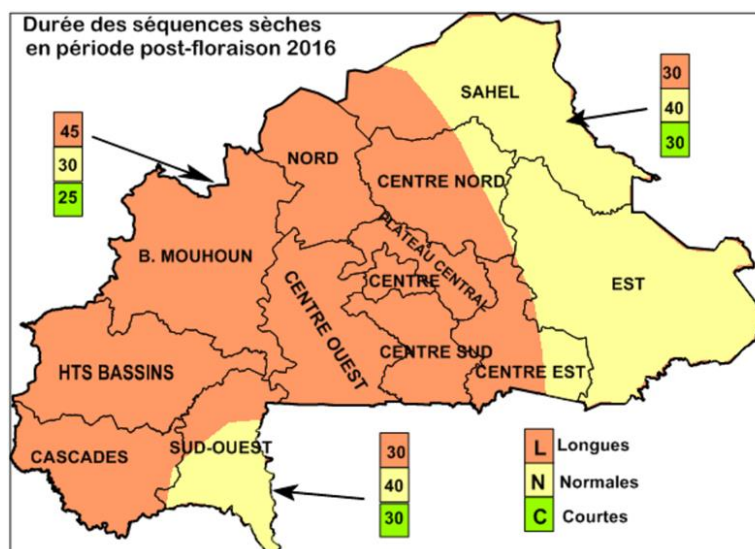 Durée des séquences sèches
en période post-floraison 2016
SAHEL
30
40
30
45
30
25
NORD
CENTRE NORD
B. MOUHOUN
PLATEAU CENTRAL
CENTRE
EST
CENTRE OUEST
HTS BASSINS
CENTRE SUD
CENTRE EST
SUD-OUEST
CASCADES
30
40
30
L Longues
N Normales
C Courtes